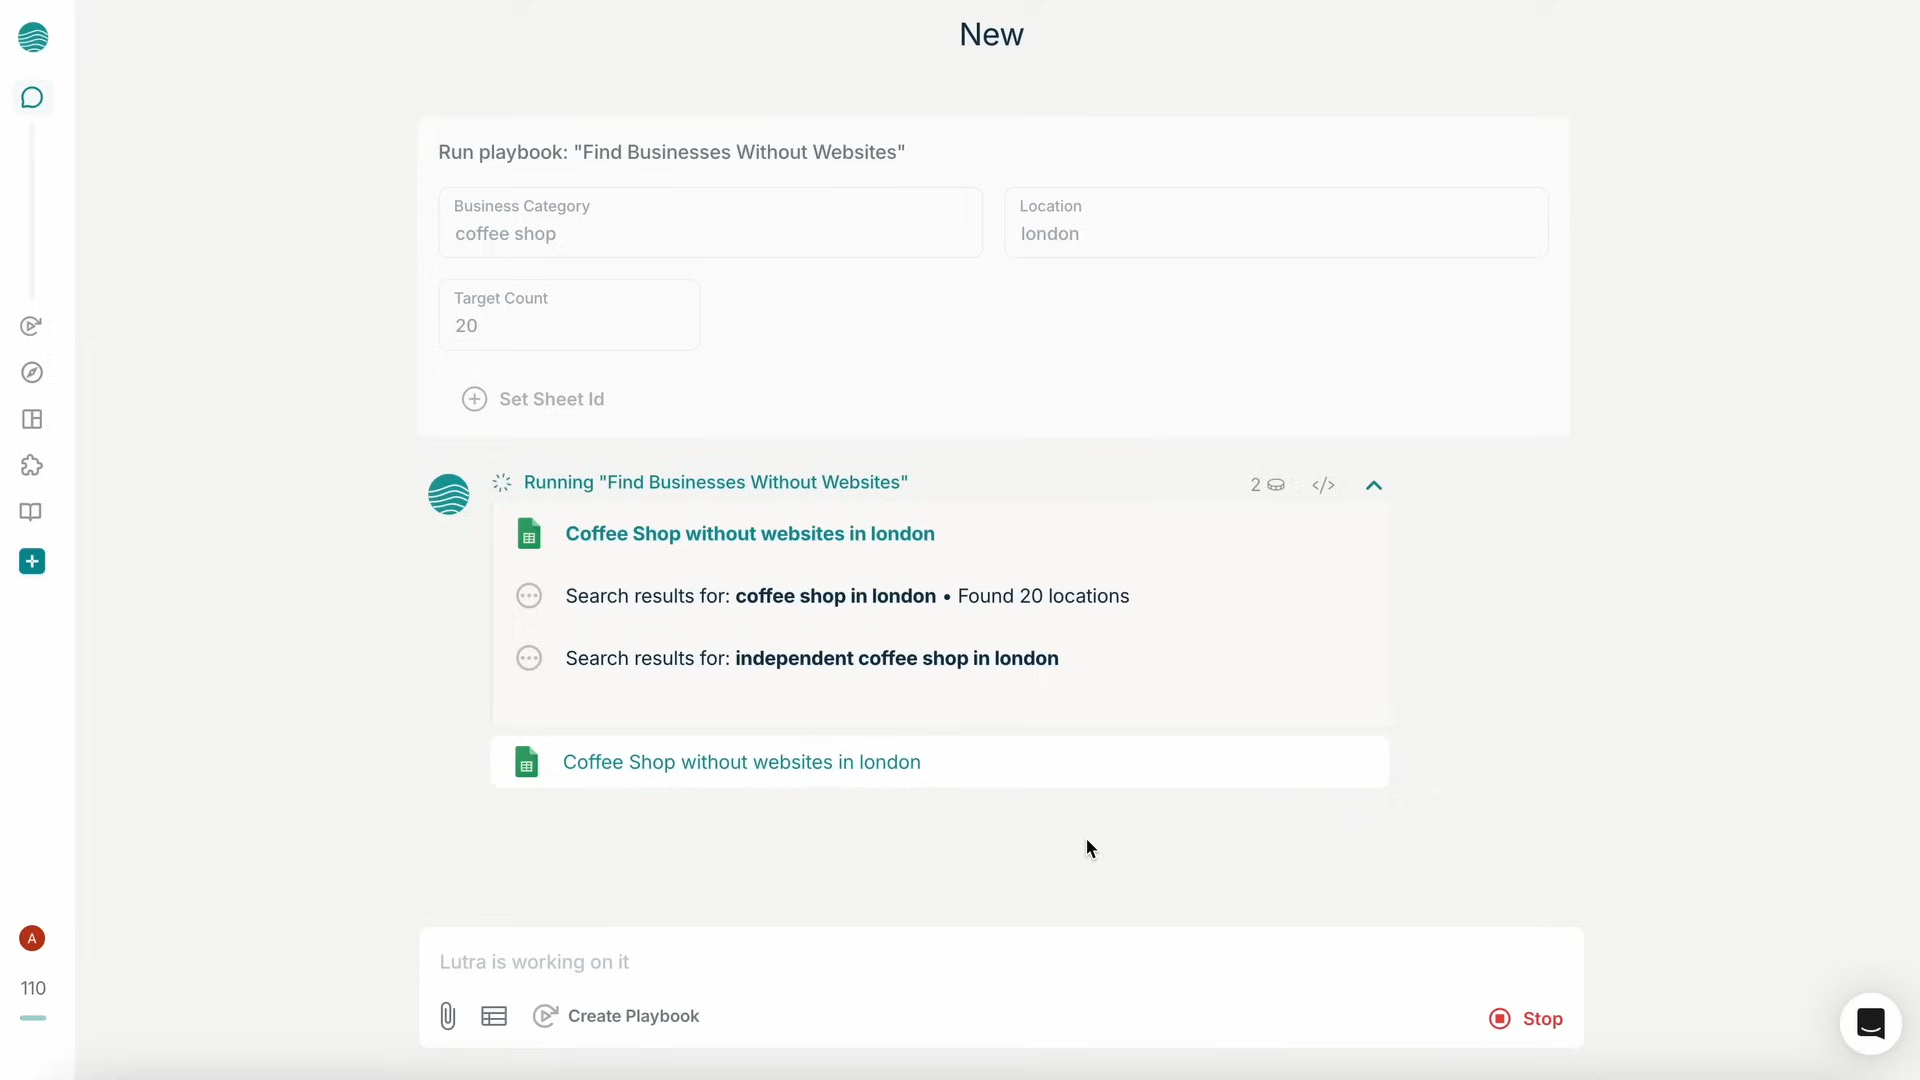 New
Run playbook: "Find Businesses Without Websites"
Business Category
coffee shop
Location
london
Target Count
20
Set Sheet Id
Running "Find Businesses Without Websites"
2
</>
Coffee Shop without websites in london
Search results for: coffee shop in london • Found 20 locations
Search results for: independent coffee shop in london
Coffee Shop without websites in london
A
110
Lutra is working on it
Create Playbook
Stop